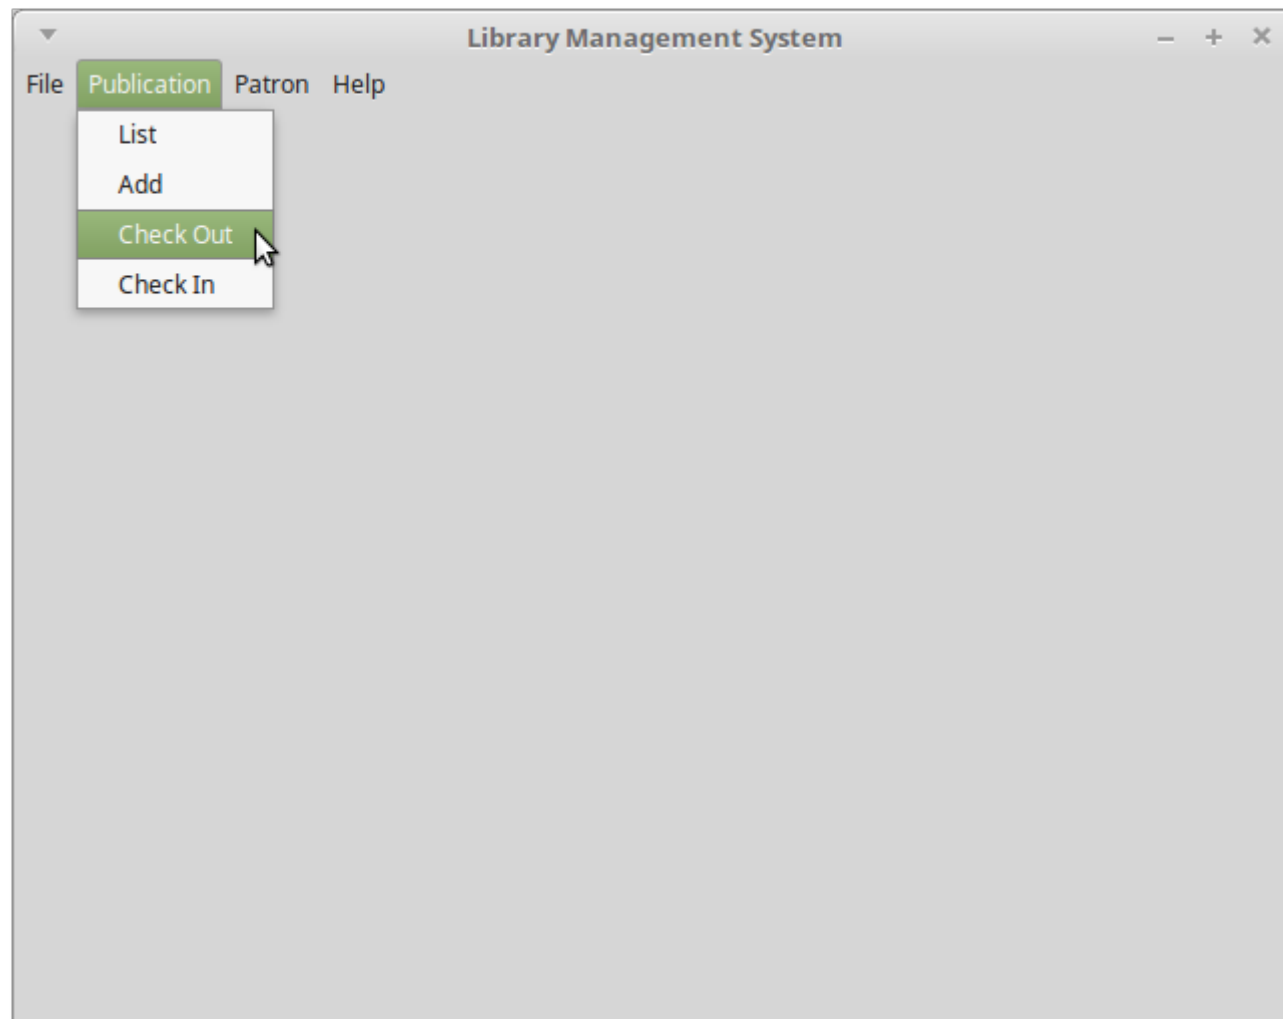 Library Management System
File Publication Patron Help
List
Add
Check Out
Check In